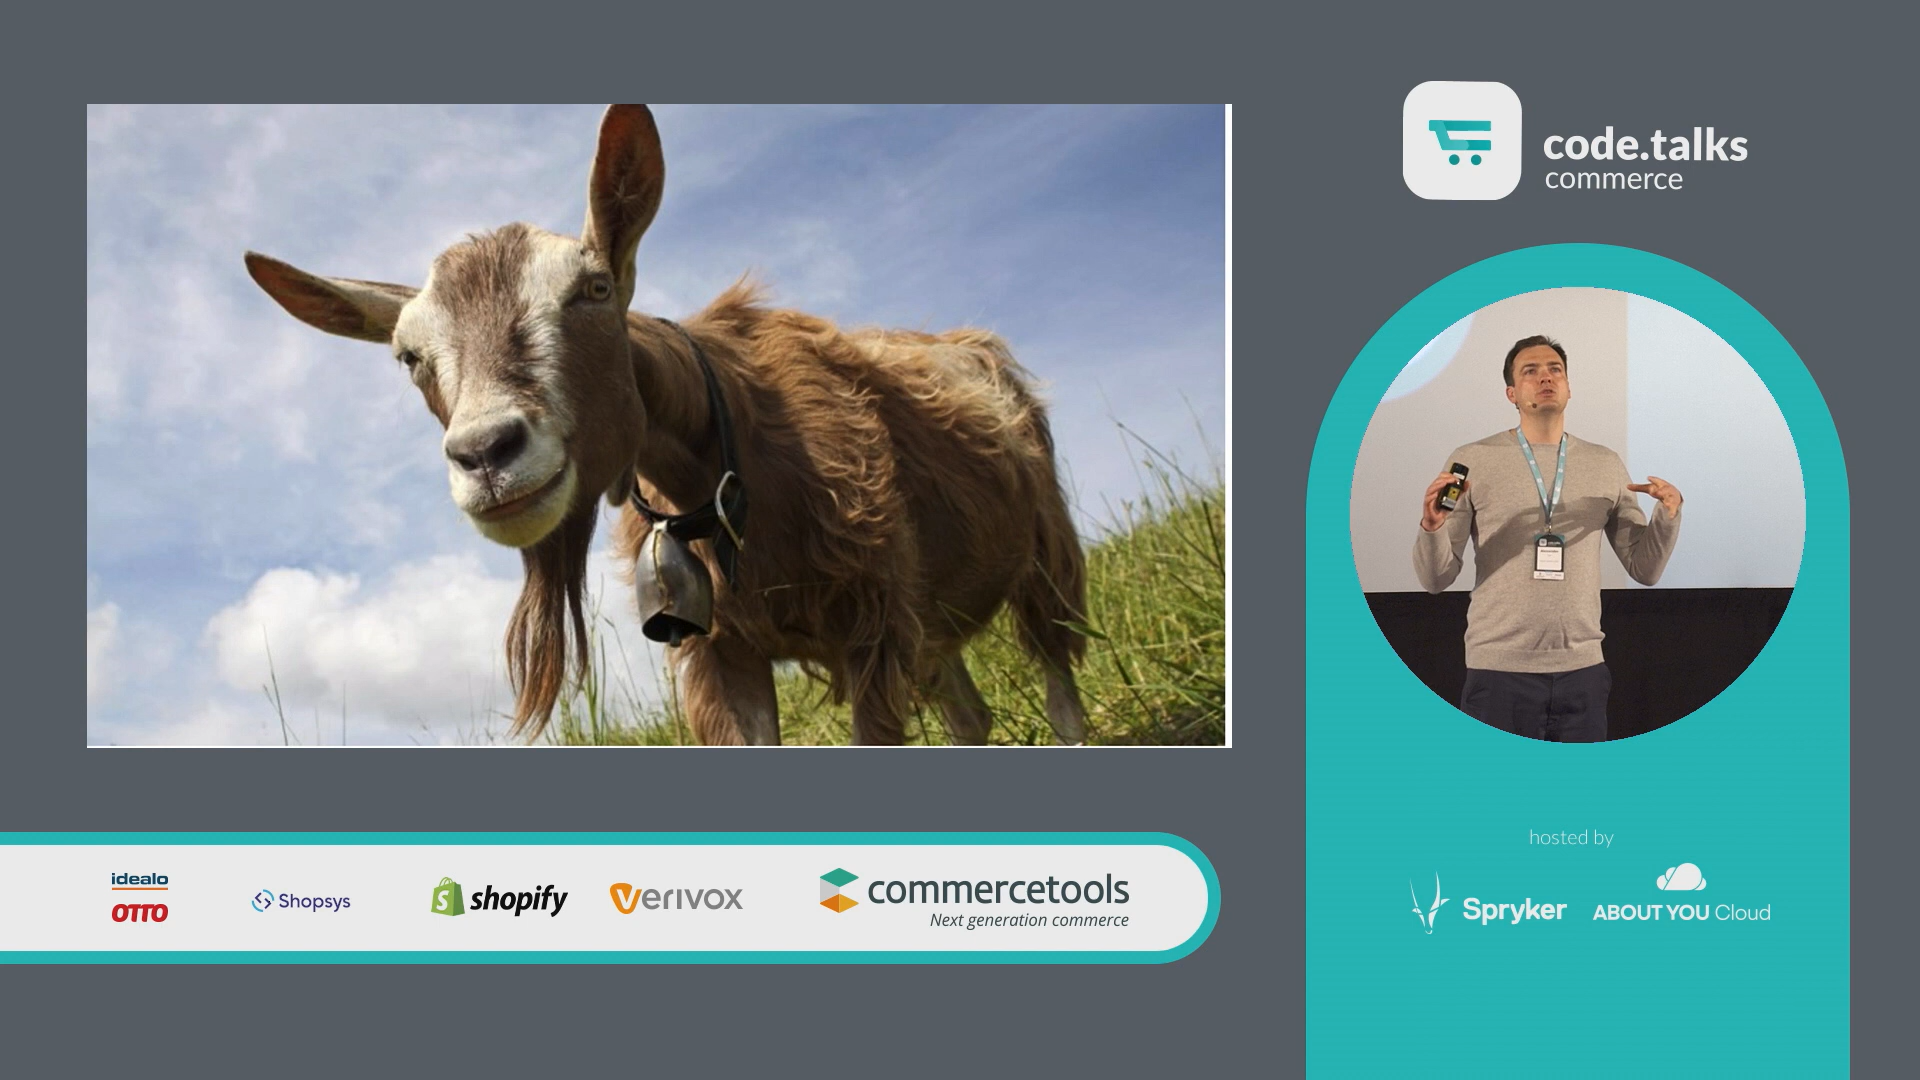 code.talks
commerce
hosted by
Spryker
ABOUT YOU Cloud
idealo
OTTO
Shopsys
shopify
verivox
commercetools
Next generation commerce